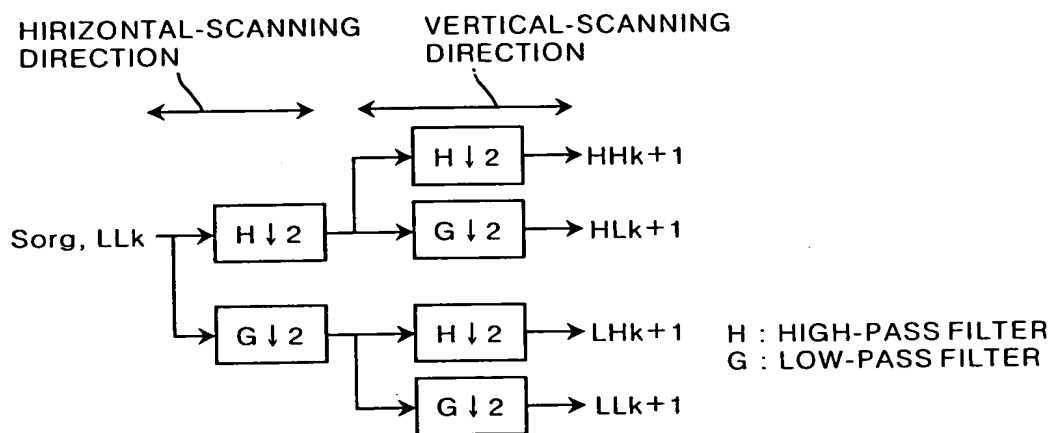 HIRIZONTAL-SCANNING
DIRECTION
VERTICAL-SCANNING
DIRECTION
H↓2
HHk+1
Sorg, LLk
H↓2
G↓2
HLk+1
G↓2
H↓2
LHk+1
G↓2
LLk+1
H : HIGH-PASS FILTER
G : LOW-PASS FILTER